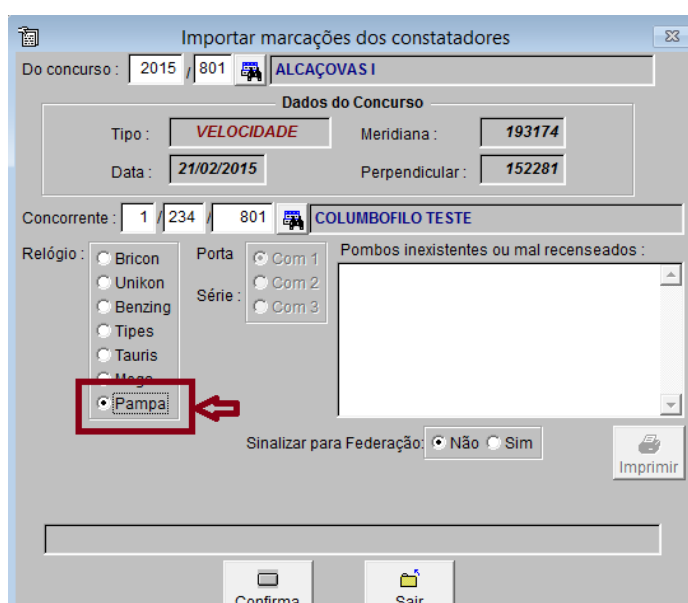 Importar marcações dos constatadores
Do concurso : 2015 / 801 ALCAÇOVAS I
Dados do Concurso
Tipo : VELOCIDADE Meridiana : 193174
Data : 21/02/2015 Perpendicular : 152281
Concorrente : 1 / 234 / 801 COLUMBOFILO TESTE
Relógio : Bricon Porta Com 1 Pombos inexistentes ou mal recenseados :
Unikon Com 2
Série :
Benzing Com 3
Tipes
Tauris
Pampa
Sinalizar para Federação: Não Sim
Imprimir
Confirma Sair